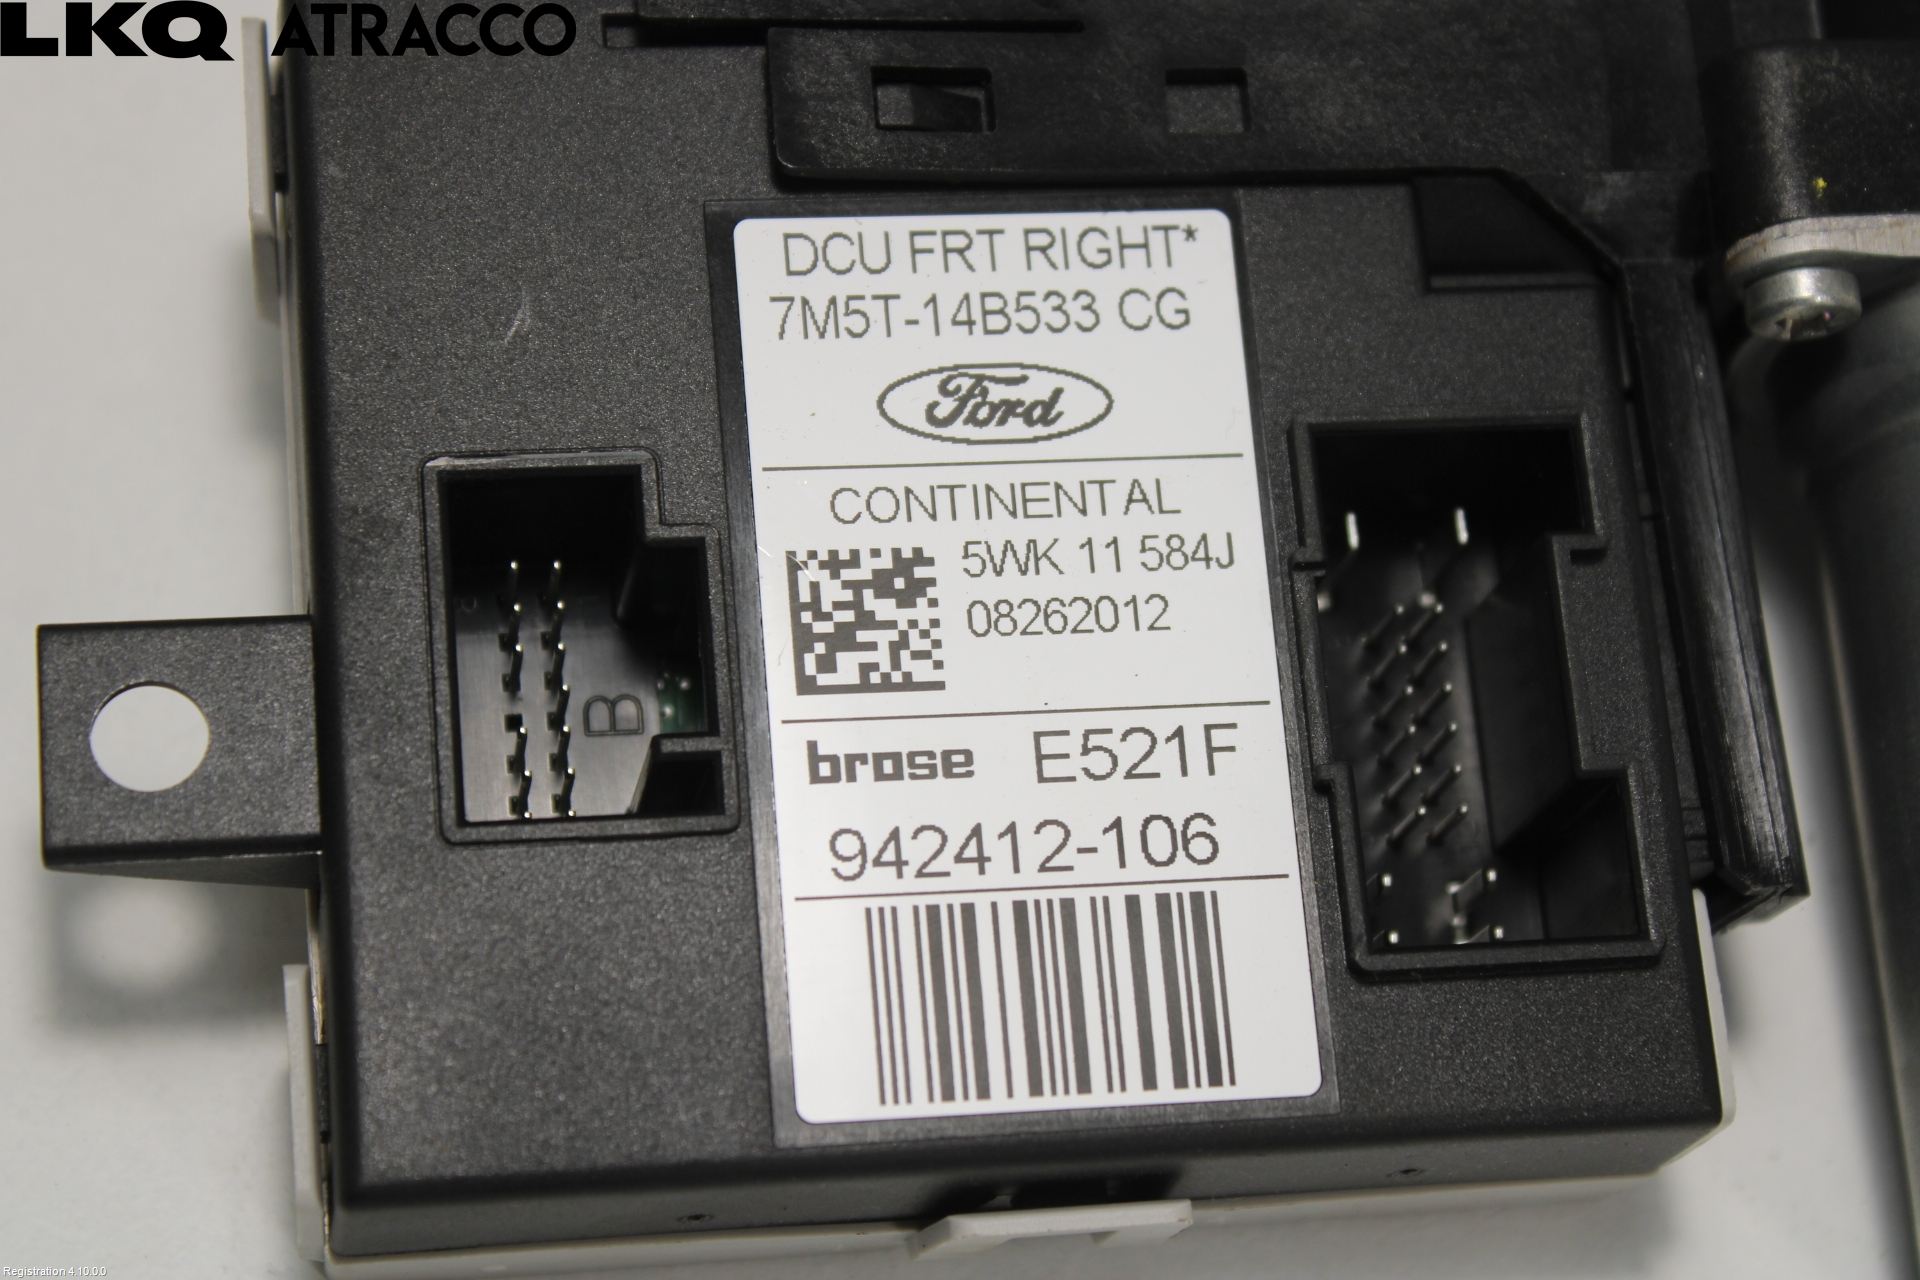 LKQ ATRACCO
DCU FRT RIGHT*
7M5T-14B533 CG
Ford
CONTINENTAL
5WK 11 584J
08262012
brose E521F
942412-106
B
Registration 4.10.0.0